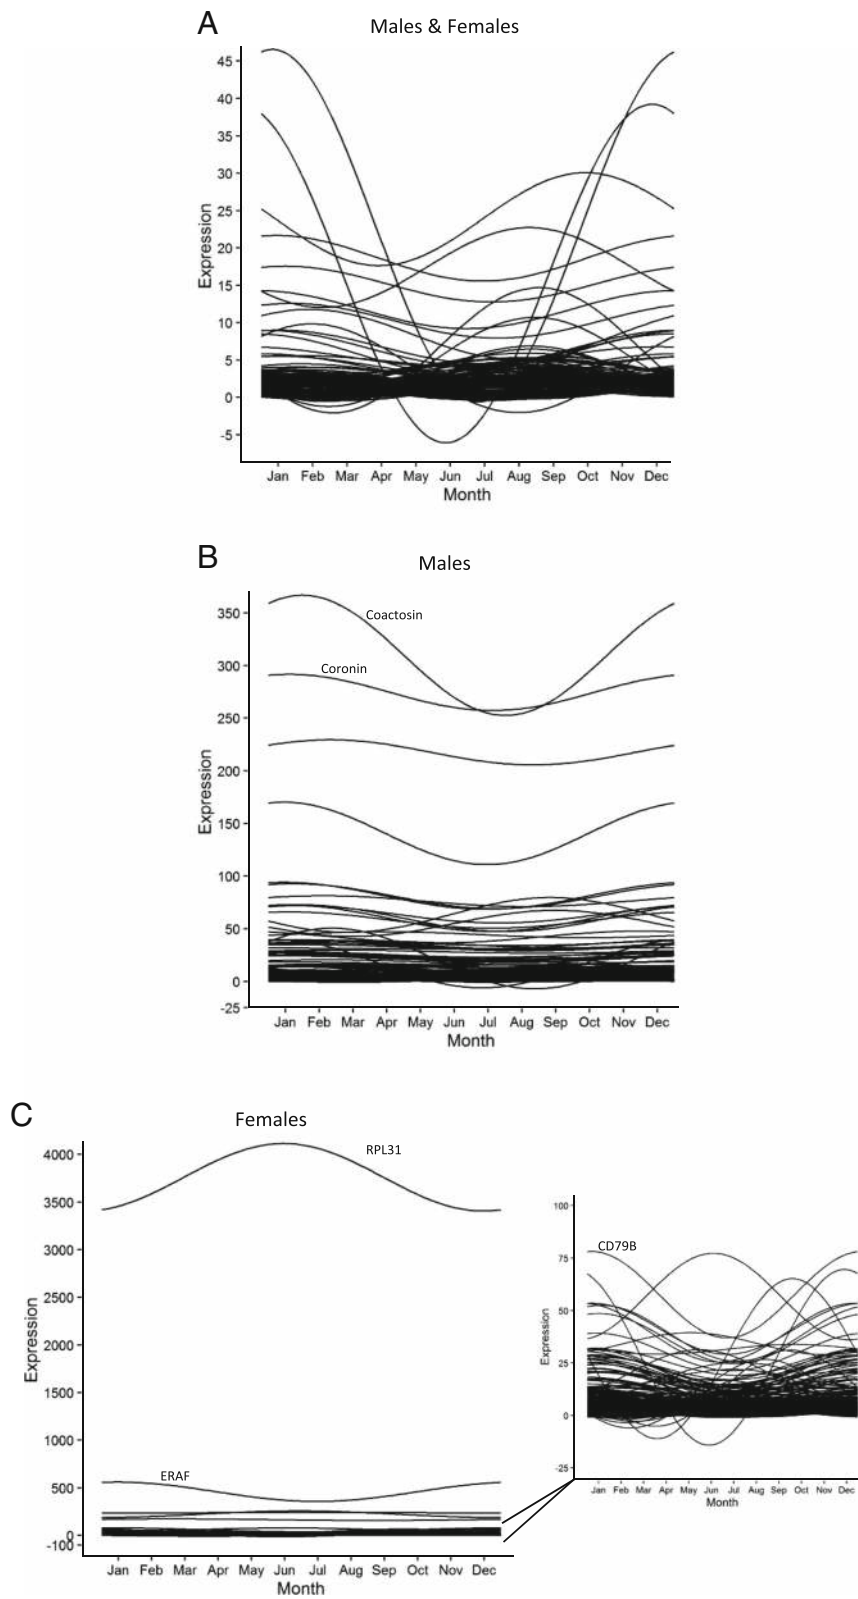 A
Males & Females
45
40
35
30
25
20
15
10
5
0
-5
Expression
Jan Feb Mar Apr May Jun Jul Aug Sep Oct Nov Dec
Month
B
Males
350
300
250
200
150
100
50
0
-25
Expression
Coactosin
Coronin
Jan Feb Mar Apr May Jun Jul Aug Sep Oct Nov Dec
Month
C
Females
4000
3500
3000
2500
2000
1500
1000
500
0
-100
Expression
RPL31
ERAF
Jan Feb Mar Apr May Jun Jul Aug Sep Oct Nov Dec
Month
100
75
50
25
0
-25
Expression
CD79B
Jan Feb Mar Apr May Jun Jul Aug Sep Oct Nov Dec
Month